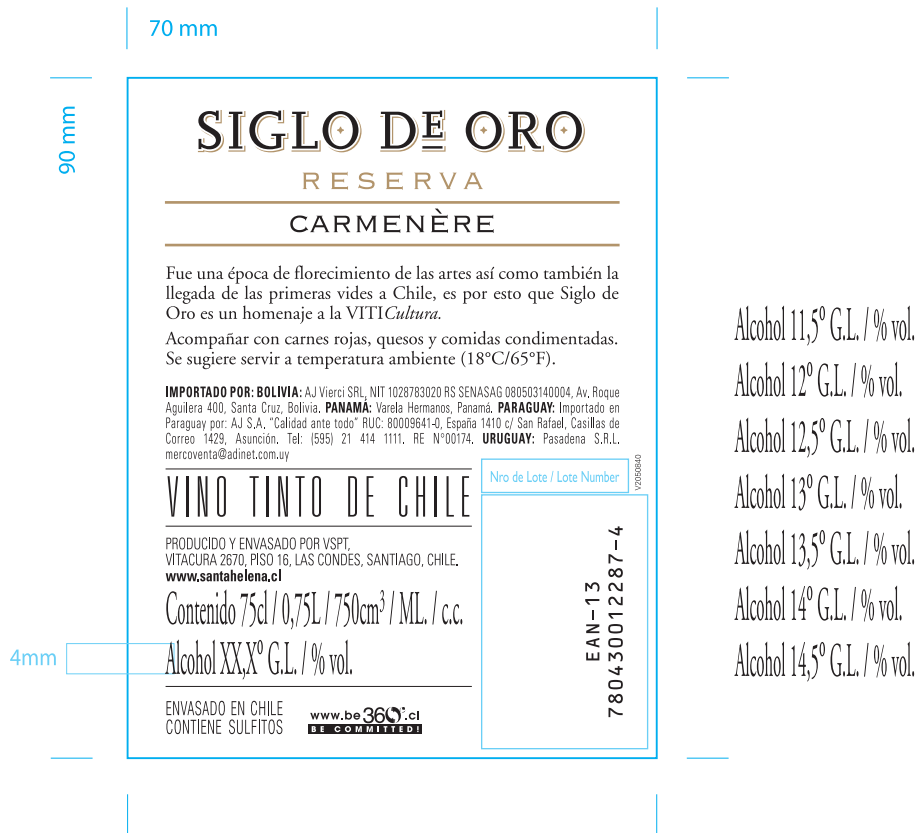 70 mm
90 mm
SIGLO DE ORO
RESERVA
CARMENÈRE
Fue una época de florecimiento de las artes así como también la
llegada de las primeras vides a Chile, es por esto que Siglo de
Oro es un homenaje a la VITICultura.
Acompañar con carnes rojas, quesos y comidas condimentadas.
Se sugiere servir a temperatura ambiente (18°C/65°F).
IMPORTADO POR: BOLIVIA: AJ Vierci SRL, NIT 1028783020 RS SENASAG 080503140004, Av. Roque
Aguilera 400, Santa Cruz, Bolivia. PANAMÁ: Varela Hermanos, Panamá. PARAGUAY: Importado en
Paraguay por: AJ S.A. "Calidad ante todo" RUC: 80009641-0, España 1410 c/ San Rafael, Casillas de
Correo 1429, Asunción. Tel: (595) 21 414 1111. RE N°00174. URUGUAY: Pasadena S.R.L.
mercoventa@adinet.com.uy
VINO TINTO DE CHILE
Nro de Lote / Lote Number
V2050840
PRODUCIDO Y ENVASADO POR VSPT,
VITACURA 2670, PISO 16, LAS CONDES, SANTIAGO, CHILE.
www.santahelena.cl
Contenido 75cl / 0,75L / 750cm³ / ML. / c.c.
4mm
Alcohol XX,Xº G.L. / % vol.
ENVASADO EN CHILE
CONTIENE SULFITOS
www.be360°.cl
BE COMMITTED!
EAN-13
780430012287-4
Alcohol 11,5º G.L. / % vol.
Alcohol 12º G.L. / % vol.
Alcohol 12,5º G.L. / % vol.
Alcohol 13º G.L. / % vol.
Alcohol 13,5º G.L. / % vol.
Alcohol 14º G.L. / % vol.
Alcohol 14,5º G.L. / % vol.